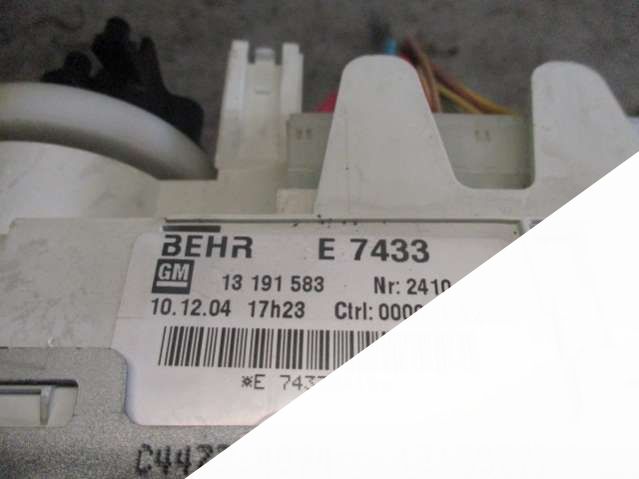 BEHR E 7433
GM 13 191 583 Nr: 2410
10.12.04 17h23 Ctrl:
*E